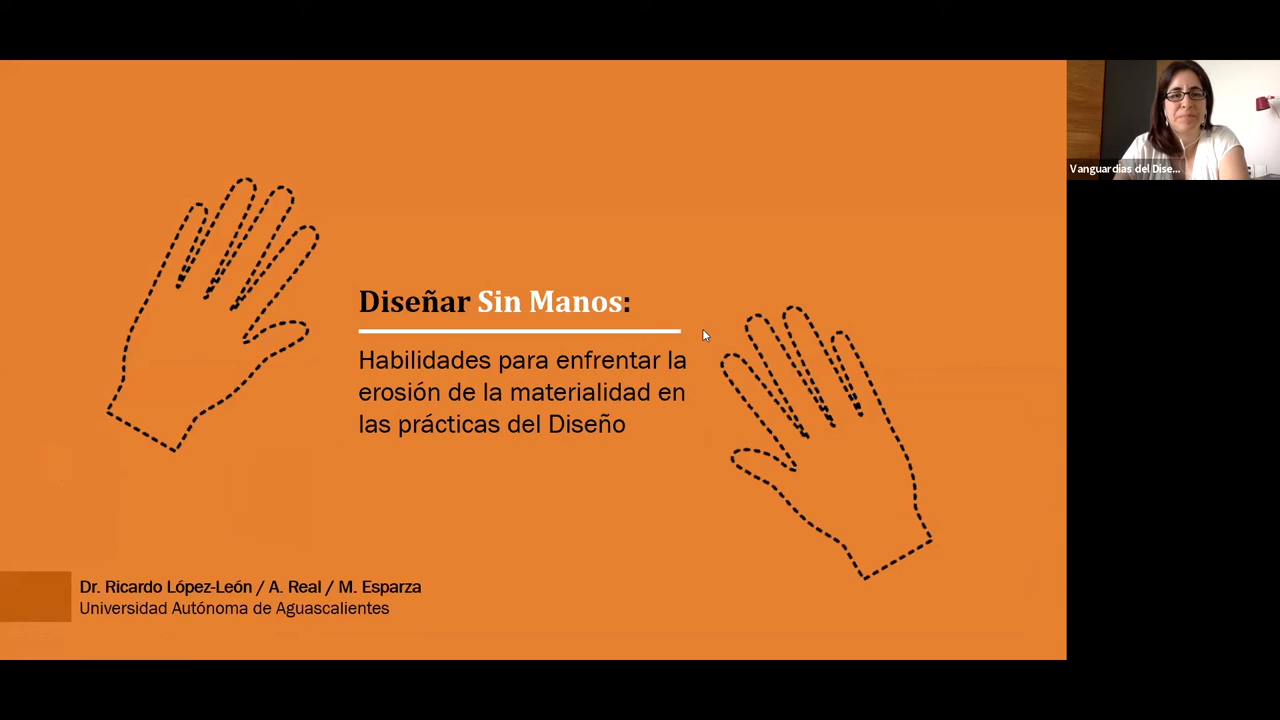 Vanguardias del Dise...
Diseñar Sin Manos:
Habilidades para enfrentar la
erosión de la materialidad en
las prácticas del Diseño
Dr. Ricardo López-León / A. Real / M. Esparza
Universidad Autónoma de Aguascalientes